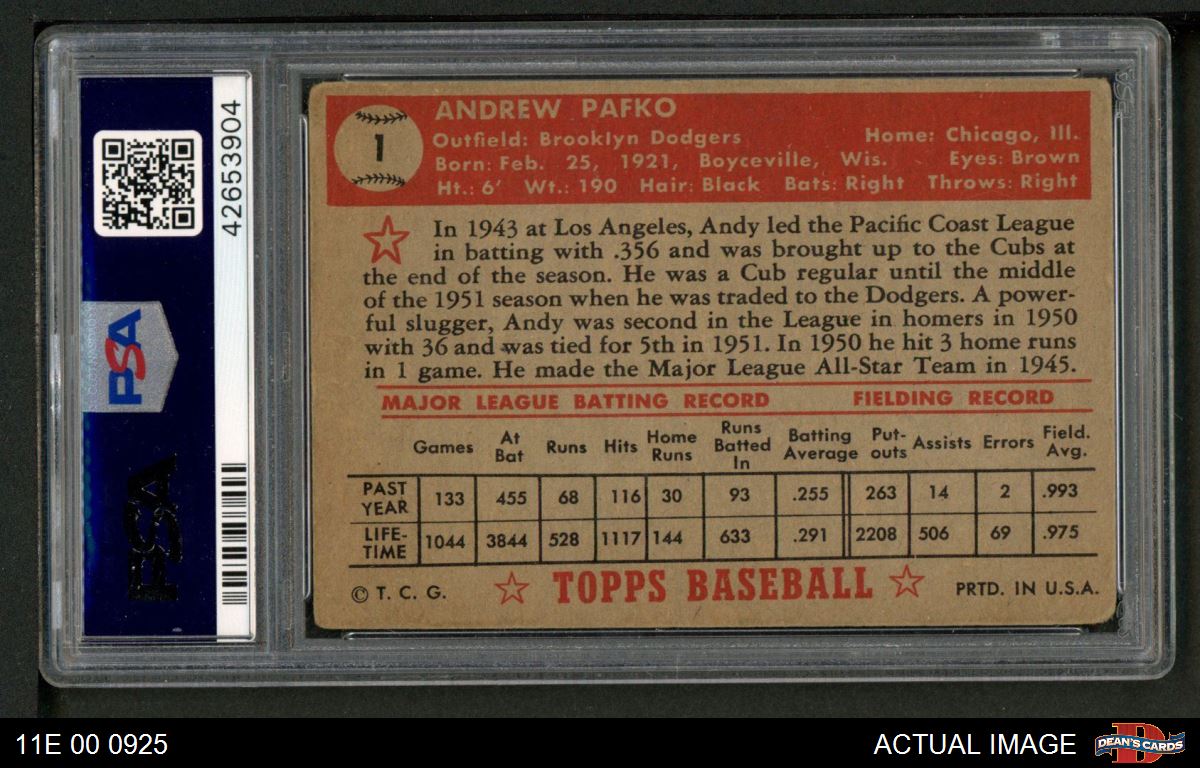 42653904
PSA
PSA
1
ANDREW PAFKO
Outfield: Brooklyn Dodgers Home: Chicago, Ill.
Born: Feb. 25, 1921, Boyceville, Wis. Eyes: Brown
Ht.: 6' Wt.: 190 Hair: Black Bats: Right Throws: Right
In 1943 at Los Angeles, Andy led the Pacific Coast League
in batting with .356 and was brought up to the Cubs at
the end of the season. He was a Cub regular until the middle
of the 1951 season when he was traded to the Dodgers. A power-
ful slugger, Andy was second in the League in homers in 1950
with 36 and was tied for 5th in 1951. In 1950 he hit 3 home runs
in 1 game. He made the Major League All-Star Team in 1945.
MAJOR LEAGUE BATTING RECORD FIELDING RECORD
Games At Bat Runs Hits Home Runs Runs Batted In Batting Average Put-outs Assists Errors Field. Avg.
PAST YEAR 133 455 68 116 30 93 .255 263 14 2 .993
LIFE-TIME 1044 3844 528 1117 144 633 .291 2208 506 69 .975
© T. C. G. TOPPS BASEBALL PRTD. IN U.S.A.
11E 00 0925 ACTUAL IMAGE DEAN'S CARDS